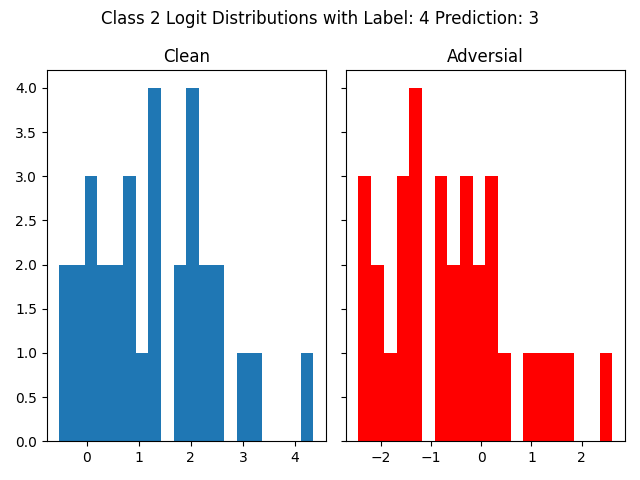 Class 2 Logit Distributions with Label: 4 Prediction: 3
Clean
Adversial
4.0
3.5
3.0
2.5
2.0
1.5
1.0
0.5
0.0
0 1 2 3 4
−2 −1 0 1 2